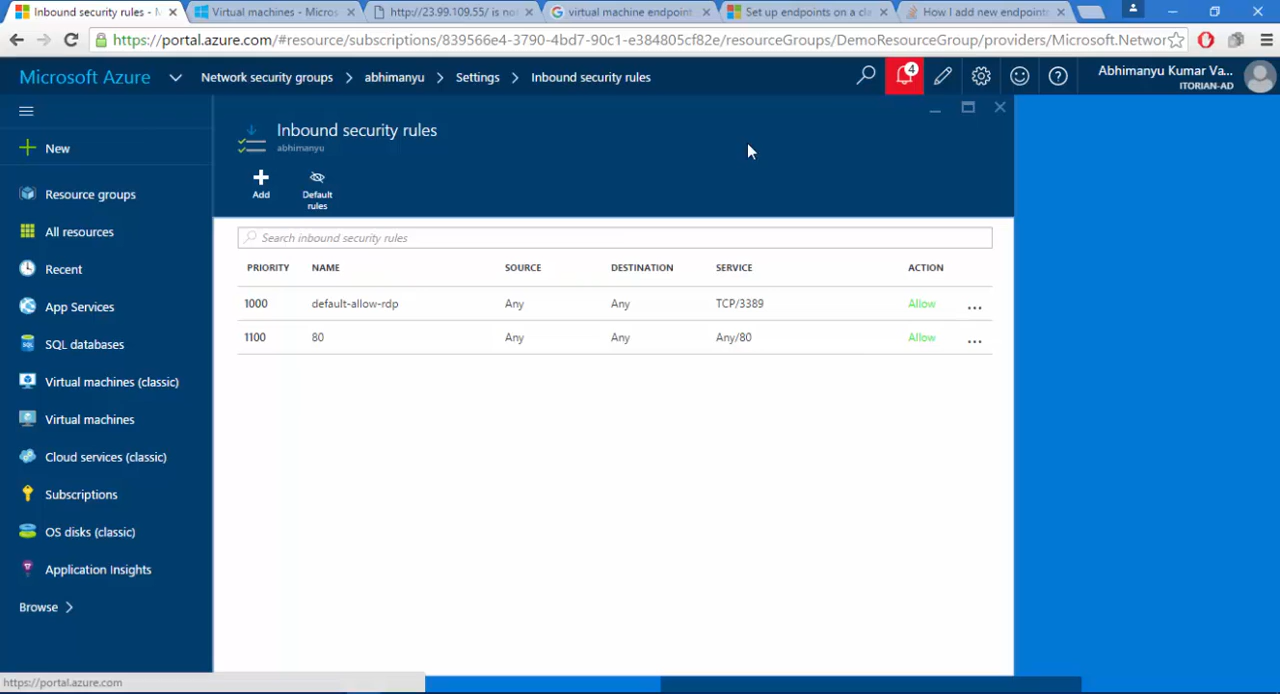 Inbound security rules - M
Virtual machines - Micros
http://23.99.109.55/ is no
virtual machine endpoint
Set up endpoints on a cla
How I add new endpoint
https://portal.azure.com/#resource/subscriptions/839566e4-3790-4bd7-90c1-e384805cf82e/resourceGroups/DemoResourceGroup/providers/Microsoft.Networ
Microsoft Azure
Network security groups > abhimanyu > Settings > Inbound security rules
4
Abhimanyu Kumar Va...
ITORIAN-AD
Inbound security rules
abhimanyu
Add
Default
rules
New
Resource groups
All resources
Recent
App Services
SQL databases
Virtual machines (classic)
Virtual machines
Cloud services (classic)
Subscriptions
OS disks (classic)
Application Insights
Browse >
Search inbound security rules
PRIORITY NAME SOURCE DESTINATION SERVICE ACTION
1000 default-allow-rdp Any Any TCP/3389 Allow ...
1100 80 Any Any Any/80 Allow ...
https://portal.azure.com